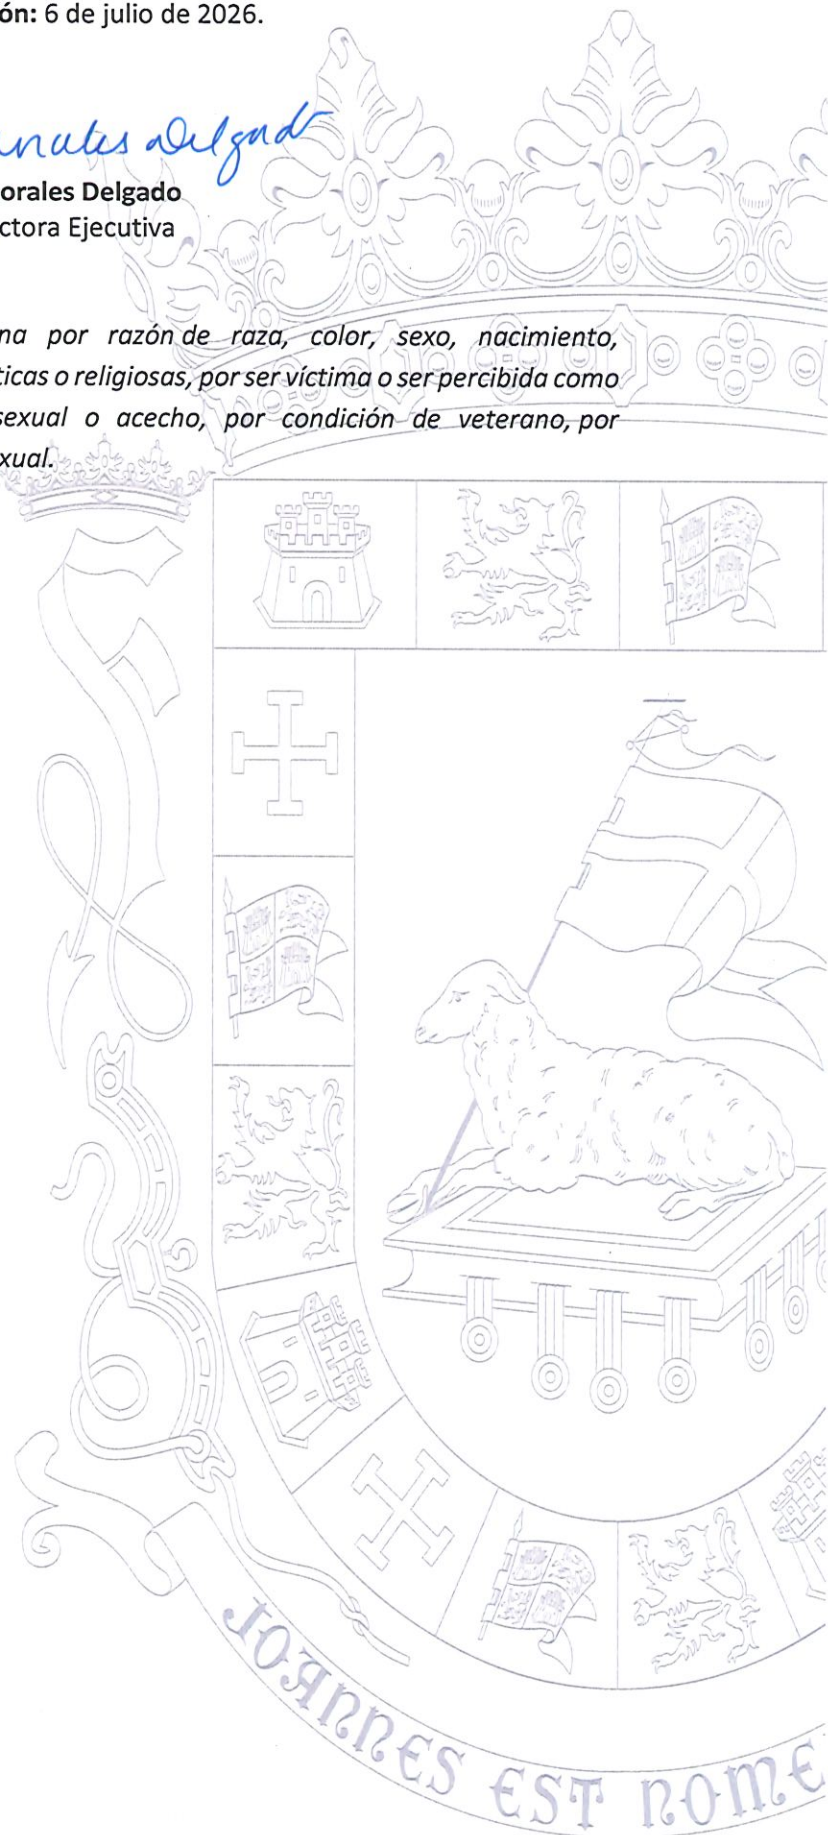 ón: 6 de julio de 2026.
orales Delgado
ctora Ejecutiva
na por razón de raza, color, sexo, nacimiento,
ticas o religiosas, por ser víctima o ser percibida como
sexual o acecho, por condición de veterano, por
xual.
JOANNES EST NOME